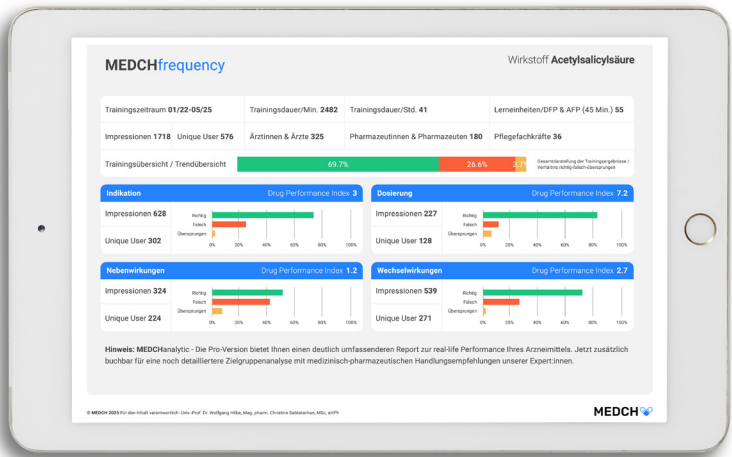 MEDCHfrequency
Wirkstoff Acetylsalicylsäure
Trainingszeitraum 01/22-05/25
Trainingsdauer/Min. 2482
Trainingsdauer/Std. 41
Lerneinheiten/DFP & AFP (45 Min.) 55
Impressionen 1718
Unique User 576
Ärztinnen & Ärzte 325
Pharmazeutinnen & Pharmazeuten 180
Pflegefachkräfte 36
Trainingsübersicht / Trendübersicht
69.7%
26.6%
3.7%
Gesamtdarstellung der Trainingsergebnisse /
Verhältnis richtig-falsch-übersprungen
Indikation
Drug Performance Index 3
Impressionen 628
Unique User 302
Richtig
Falsch
Übersprungen
0% 20% 40% 60% 80% 100%
Dosierung
Drug Performance Index 7.2
Impressionen 227
Unique User 128
Richtig
Falsch
Übersprungen
0% 20% 40% 60% 80% 100%
Nebenwirkungen
Drug Performance Index 1.2
Impressionen 324
Unique User 224
Richtig
Falsch
Übersprungen
0% 20% 40% 60% 80% 100%
Wechselwirkungen
Drug Performance Index 2.7
Impressionen 539
Unique User 271
Richtig
Falsch
Übersprungen
0% 20% 40% 60% 80% 100%
Hinweis: MEDCHanalytic - Die Pro-Version bietet Ihnen einen deutlich umfassenderen Report zur real-life Performance Ihres Arzneimittels. Jetzt zusätzlich
buchbar für eine noch detailliertere Zielgruppenanalyse mit medizinisch-pharmazeutischen Handlungsempfehlungen unserer Expert:innen.
© MEDCH 2025 Für den Inhalt verantwortlich: Univ.-Prof. Dr. Wolfgang Hilbe, Mag. pharm. Christina MSc, aHPh
MEDCH